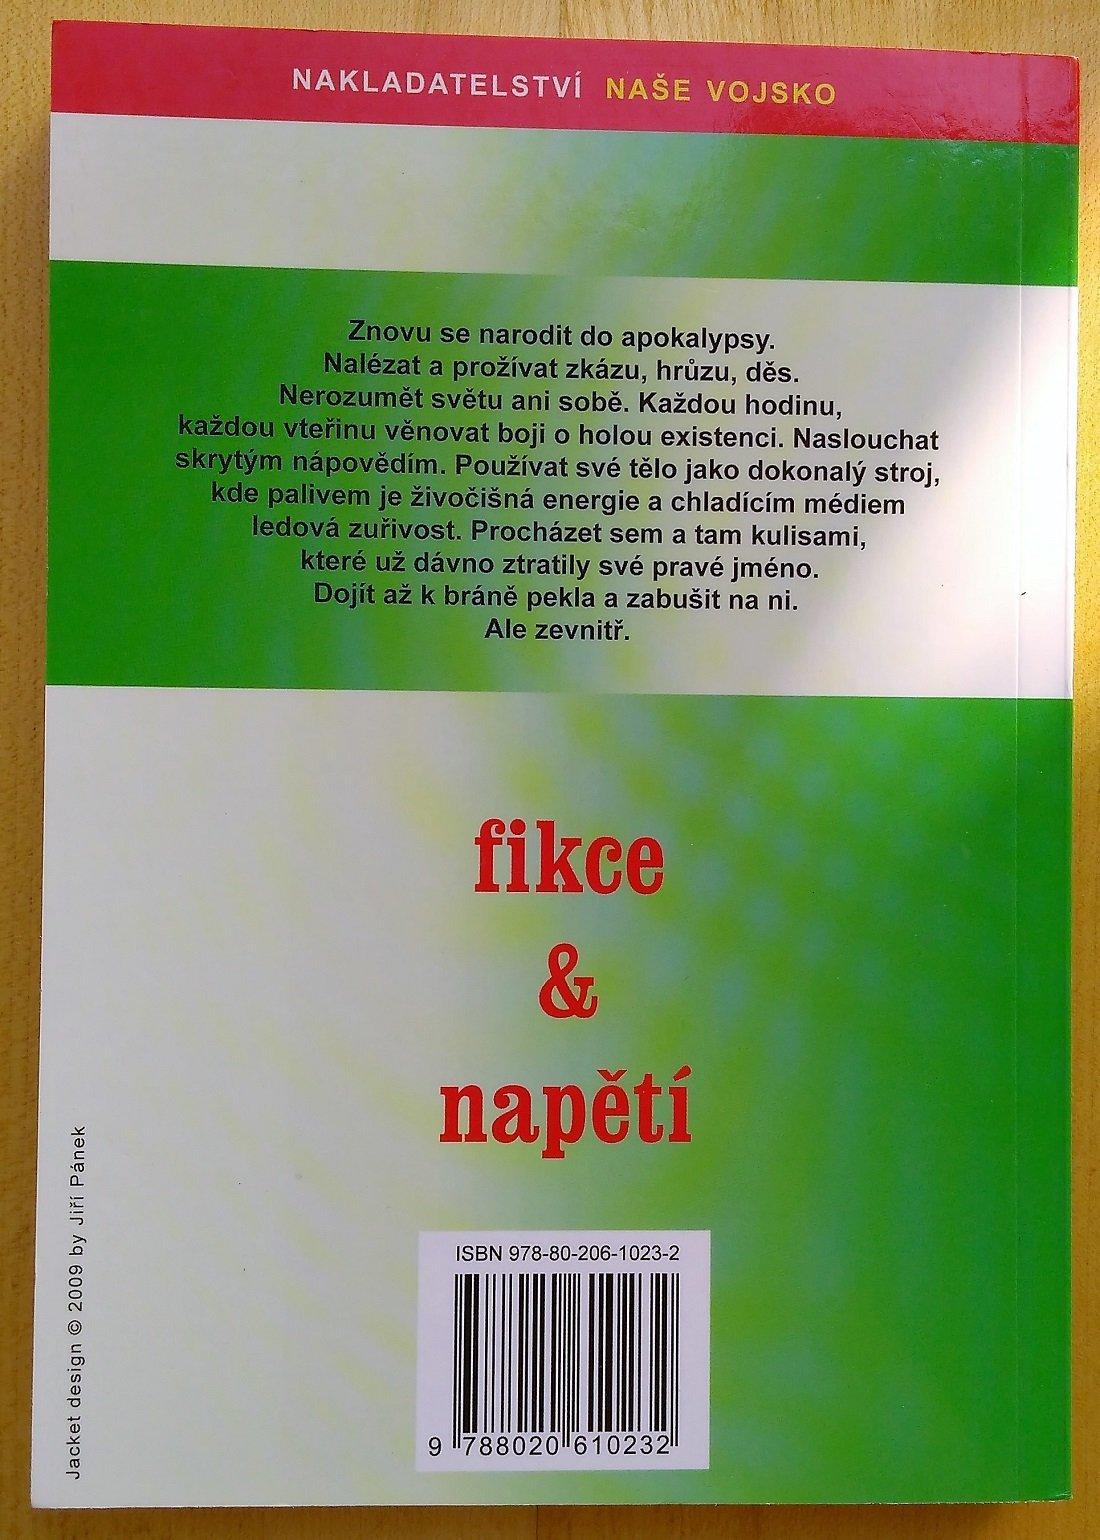 NAKLADATELSTVÍ NAŠE VOJSKO
Znovu se narodit do apokalypsy.
Nalézat a prožívat zkázu, hrůzu, děs.
Nerozumět světu ani sobě. Každou hodinu,
každou vteřinu věnovat boji o holou existenci. Naslouchat
skrytým nápovědím. Používat své tělo jako dokonalý stroj,
kde palivem je živočišná energie a chladícím médiem
ledová zuřivost. Procházet sem a tam kulisami,
které už dávno ztratily své pravé jméno.
Dojít až k bráně pekla a zabušit na ni.
Ale zevnitř.
fikce
&
napětí
Jacket design © 2009 by Jiří Pánek
ISBN 978-80-206-1023-2
9 788020 610232